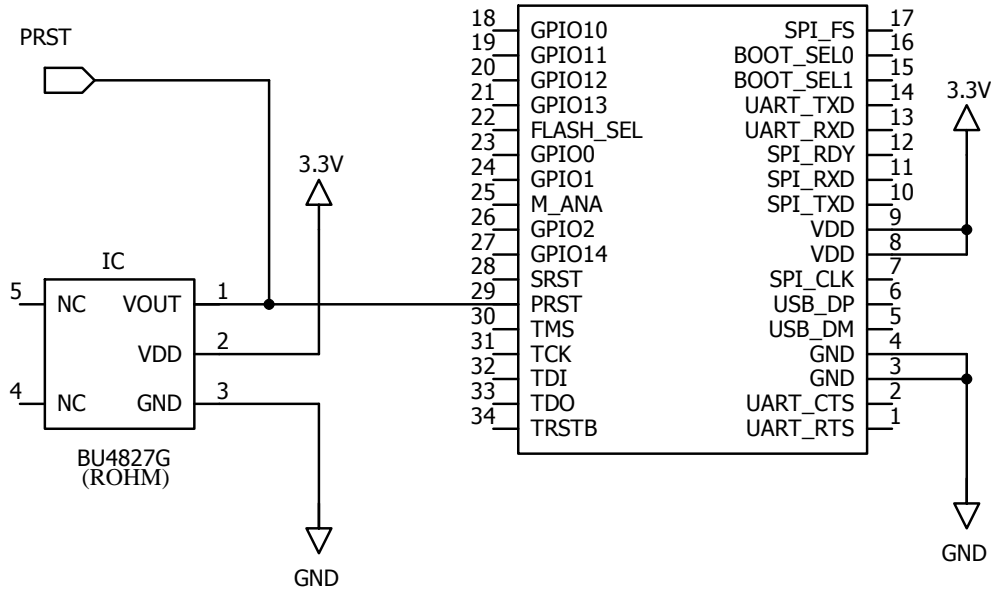 PRST
3.3V
IC
5 NC VOUT 1
VDD 2
4 NC GND 3
BU4827G
(ROHM)
GND
18 GPIO10 SPI_FS 17
19 GPIO11 BOOT_SEL0 16
20 GPIO12 BOOT_SEL1 15
21 GPIO13 UART_TXD 14
22 FLASH_SEL UART_RXD 13
23 GPIO0 SPI_RDY 12
24 GPIO1 SPI_RXD 11
25 M_ANA SPI_TXD 10
26 GPIO2 VDD 9
27 GPIO14 VDD 8
28 SRST SPI_CLK 7
29 PRST USB_DP 6
30 TMS USB_DM 5
31 TCK GND 4
32 TDI GND 3
33 TDO UART_CTS 2
34 TRSTB UART_RTS 1
3.3V
GND